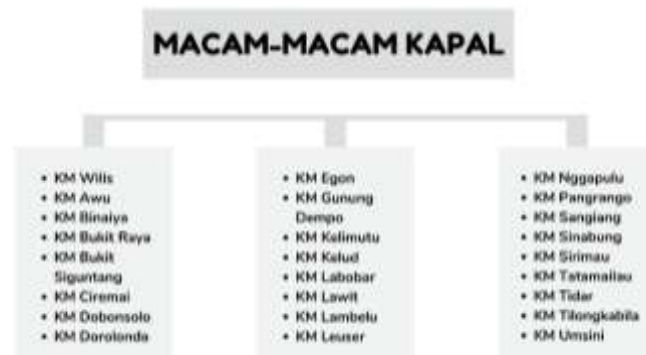 MACAM-MACAM KAPAL
• KM Wilis
• KM Awu
• KM Binaiya
• KM Bukit Raya
• KM Bukit
Siguntang
• KM Ciremai
• KM Dobonsolo
• KM Dorolonda
• KM Egon
• KM Gunung
Dempo
• KM Kelimutu
• KM Kelud
• KM Labobar
• KM Lawit
• KM Lambelu
• KM Leuser
• KM Nggapulu
• KM Pangrango
• KM Sangiang
• KM Sinabung
• KM Sirimau
• KM Tatamailau
• KM Tidar
• KM Tilongkabila
• KM Umsini